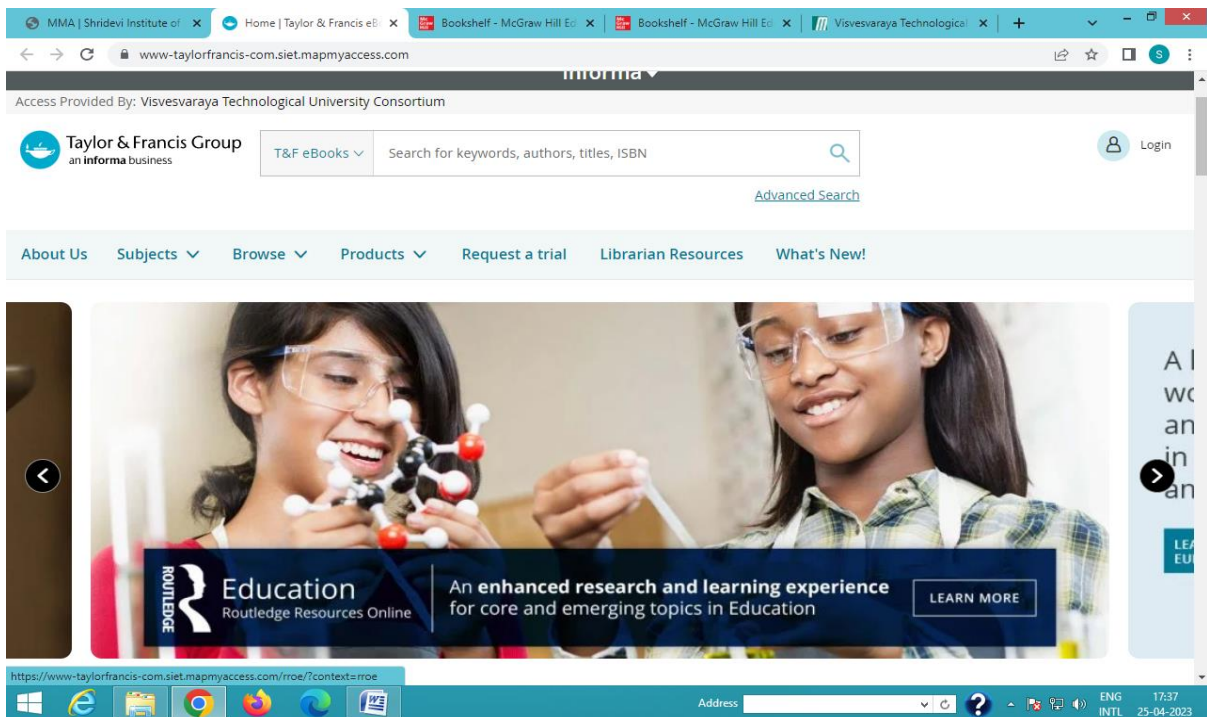 MMA | Shridevi Institute of
Home | Taylor & Francis eB
Bookshelf - McGraw Hill Ed
Bookshelf - McGraw Hill Ed
Visvesvaraya Technological
www-taylorfrancis-com.siet.mapmyaccess.com
S
informa
Access Provided By: Visvesvaraya Technological University Consortium
Taylor & Francis Group
an informa business
T&F eBooks
Search for keywords, authors, titles, ISBN
Login
Advanced Search
About Us Subjects Browse Products Request a trial Librarian Resources What's New!
A
an
in
an
LEA
ROUTLEDGE
Education
Routledge Resources Online
An enhanced research and learning experience
for core and emerging topics in Education
LEARN MORE
https://www-taylorfrancis-com.siet.mapmyaccess.com/rroe/?context=rroe
Address
ENG
INTL
17:37
25-04-2023